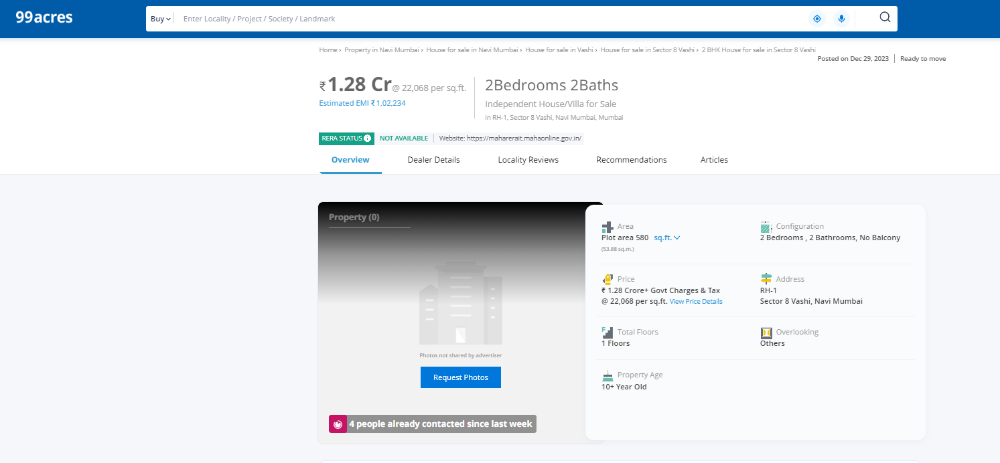 99acres
Buy
Enter Locality / Project / Society / Landmark
Home › Property in Navi Mumbai › House for sale in Navi Mumbai › House for sale in Vashi › House for sale in Sector 8 Vashi › 2 BHK House for sale in Sector 8 Vashi
Posted on Dec 29, 2023 | Ready to move
₹ 1.28 Cr @ 22,068 per sq.ft.
Estimated EMI ₹ 1,02,234
2Bedrooms 2Baths
Independent House/Villa for Sale
in RH-1, Sector 8 Vashi, Navi Mumbai, Mumbai
RERA STATUS NOT AVAILABLE | Website: https://maharerait.mahaonline.gov.in/
Overview Dealer Details Locality Reviews Recommendations Articles
Property (0)
Photos not shared by advertiser
Request Photos
4 people already contacted since last week
Area
Plot area 580 sq.ft.
(53.88 sq.m.)
Configuration
2 Bedrooms , 2 Bathrooms, No Balcony
Price
₹ 1.28 Crore+ Govt Charges & Tax
@ 22,068 per sq.ft. View Price Details
Address
RH-1
Sector 8 Vashi, Navi Mumbai
Total Floors
1 Floors
Overlooking
Others
Property Age
10+ Year Old